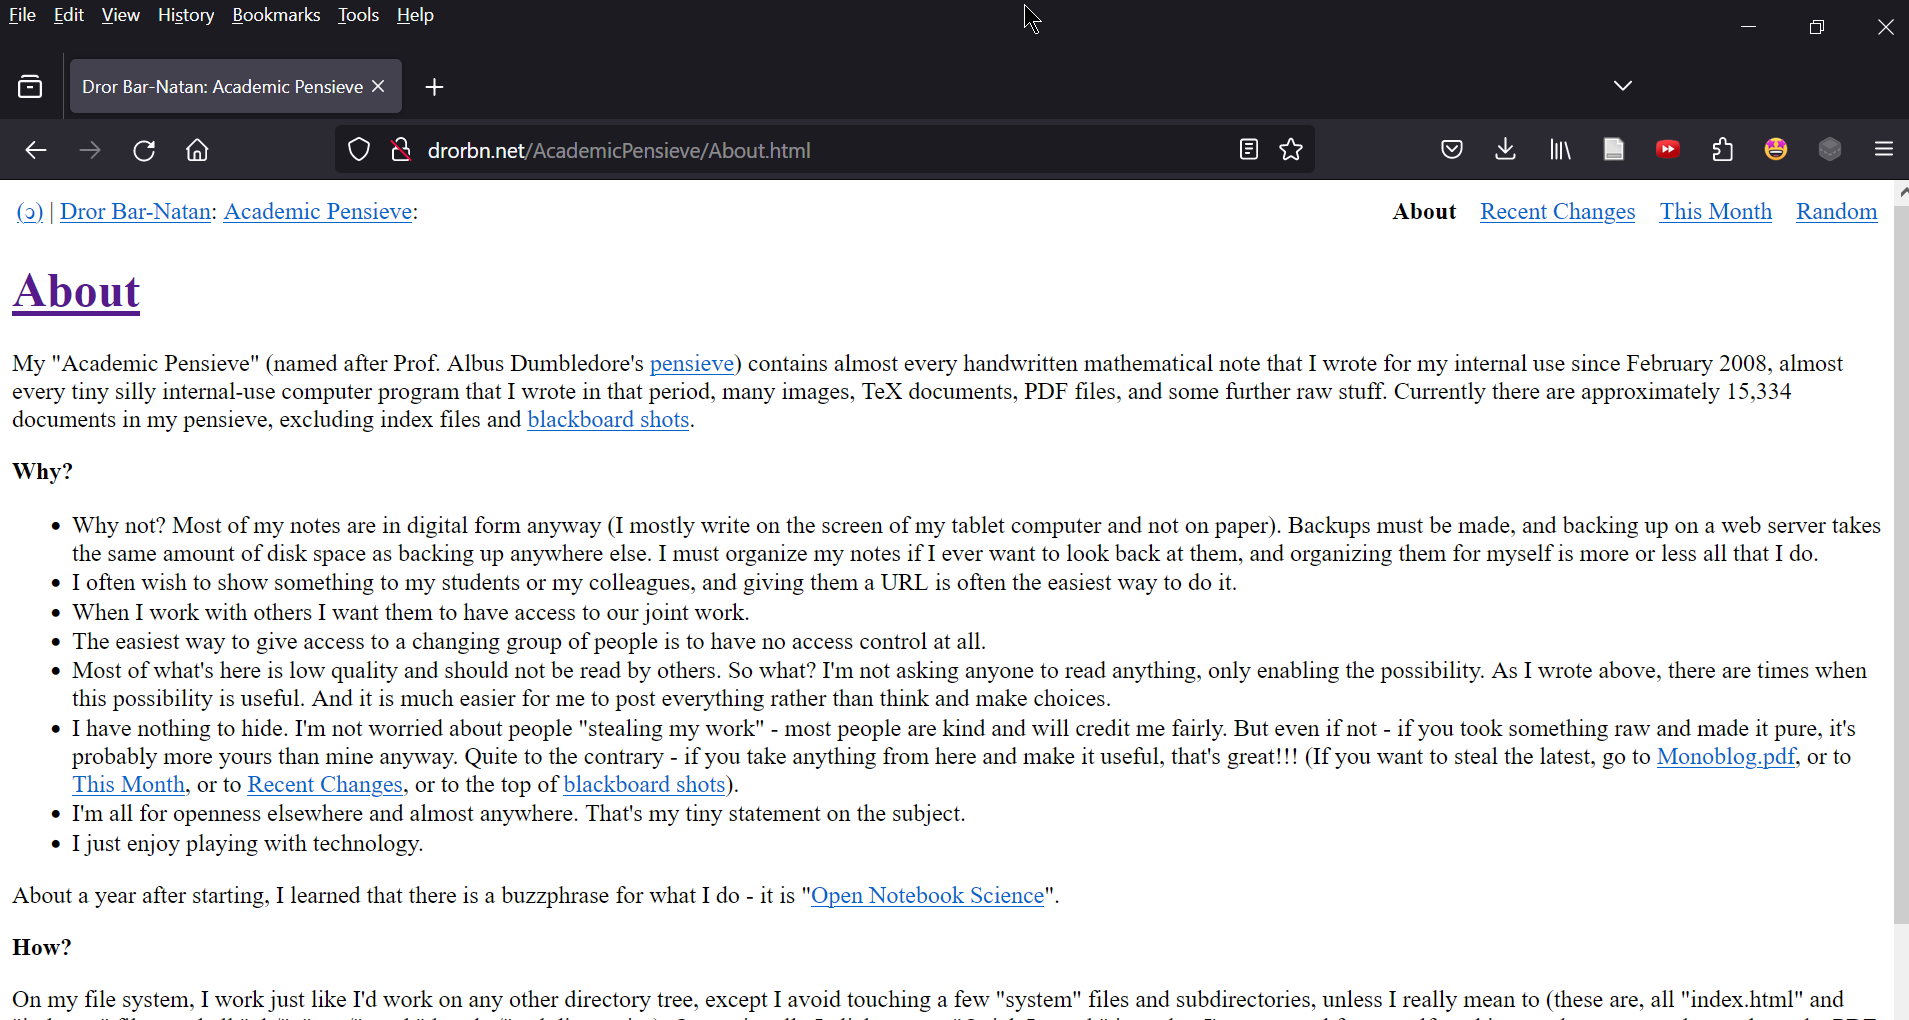 File Edit View History Bookmarks Tools Help
Dror Bar-Natan: Academic Pensieve
drorbn.net/AcademicPensieve/About.html
(ɔ) | Dror Bar-Natan: Academic Pensieve:
About Recent Changes This Month Random
About
My "Academic Pensieve" (named after Prof. Albus Dumbledore's pensieve) contains almost every handwritten mathematical note that I wrote for my internal use since February 2008, almost
every tiny silly internal-use computer program that I wrote in that period, many images, TeX documents, PDF files, and some further raw stuff. Currently there are approximately 15,334
documents in my pensieve, excluding index files and blackboard shots.
Why?
• Why not? Most of my notes are in digital form anyway (I mostly write on the screen of my tablet computer and not on paper). Backups must be made, and backing up on a web server takes
the same amount of disk space as backing up anywhere else. I must organize my notes if I ever want to look back at them, and organizing them for myself is more or less all that I do.
• I often wish to show something to my students or my colleagues, and giving them a URL is often the easiest way to do it.
• When I work with others I want them to have access to our joint work.
• The easiest way to give access to a changing group of people is to have no access control at all.
• Most of what's here is low quality and should not be read by others. So what? I'm not asking anyone to read anything, only enabling the possibility. As I wrote above, there are times when
this possibility is useful. And it is much easier for me to post everything rather than think and make choices.
• I have nothing to hide. I'm not worried about people "stealing my work" - most people are kind and will credit me fairly. But even if not - if you took something raw and made it pure, it's
probably more yours than mine anyway. Quite to the contrary - if you take anything from here and make it useful, that's great!!! (If you want to steal the latest, go to Monoblog.pdf, or to
This Month, or to Recent Changes, or to the top of blackboard shots).
• I'm all for openness elsewhere and almost anywhere. That's my tiny statement on the subject.
• I just enjoy playing with technology.
About a year after starting, I learned that there is a buzzphrase for what I do - it is "Open Notebook Science".
How?
On my file system, I work just like I'd work on any other directory tree, except I avoid touching a few "system" files and subdirectories, unless I really mean to (these are, all "index.html" and